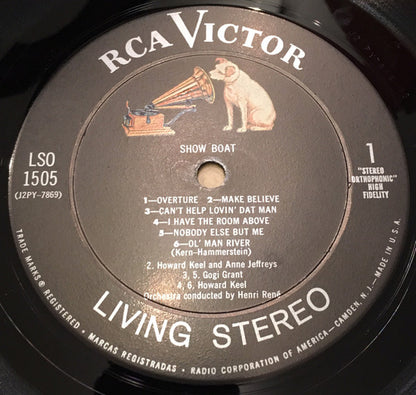 RCA VICTOR
SHOW BOAT
LSO
1505
(J2PY-7869)
1
"STEREO
ORTHOPHONIC"
HIGH
FIDELITY
1—OVERTURE 2—MAKE BELIEVE
3—CAN'T HELP LOVIN' DAT MAN
4—I HAVE THE ROOM ABOVE
5—NOBODY ELSE BUT ME
6—OL' MAN RIVER
(Kern-Hammerstein)
2. Howard Keel and Anne Jeffreys
3, 5. Gogi Grant
4, 6. Howard Keel
Orchestra conducted by Henri René
LIVING STEREO
TRADE MARKS ® REGISTERED • MARCAS REGISTRADAS • RADIO CORPORATION OF AMERICA—CAMDEN, N.J.—MADE IN U.S.A.